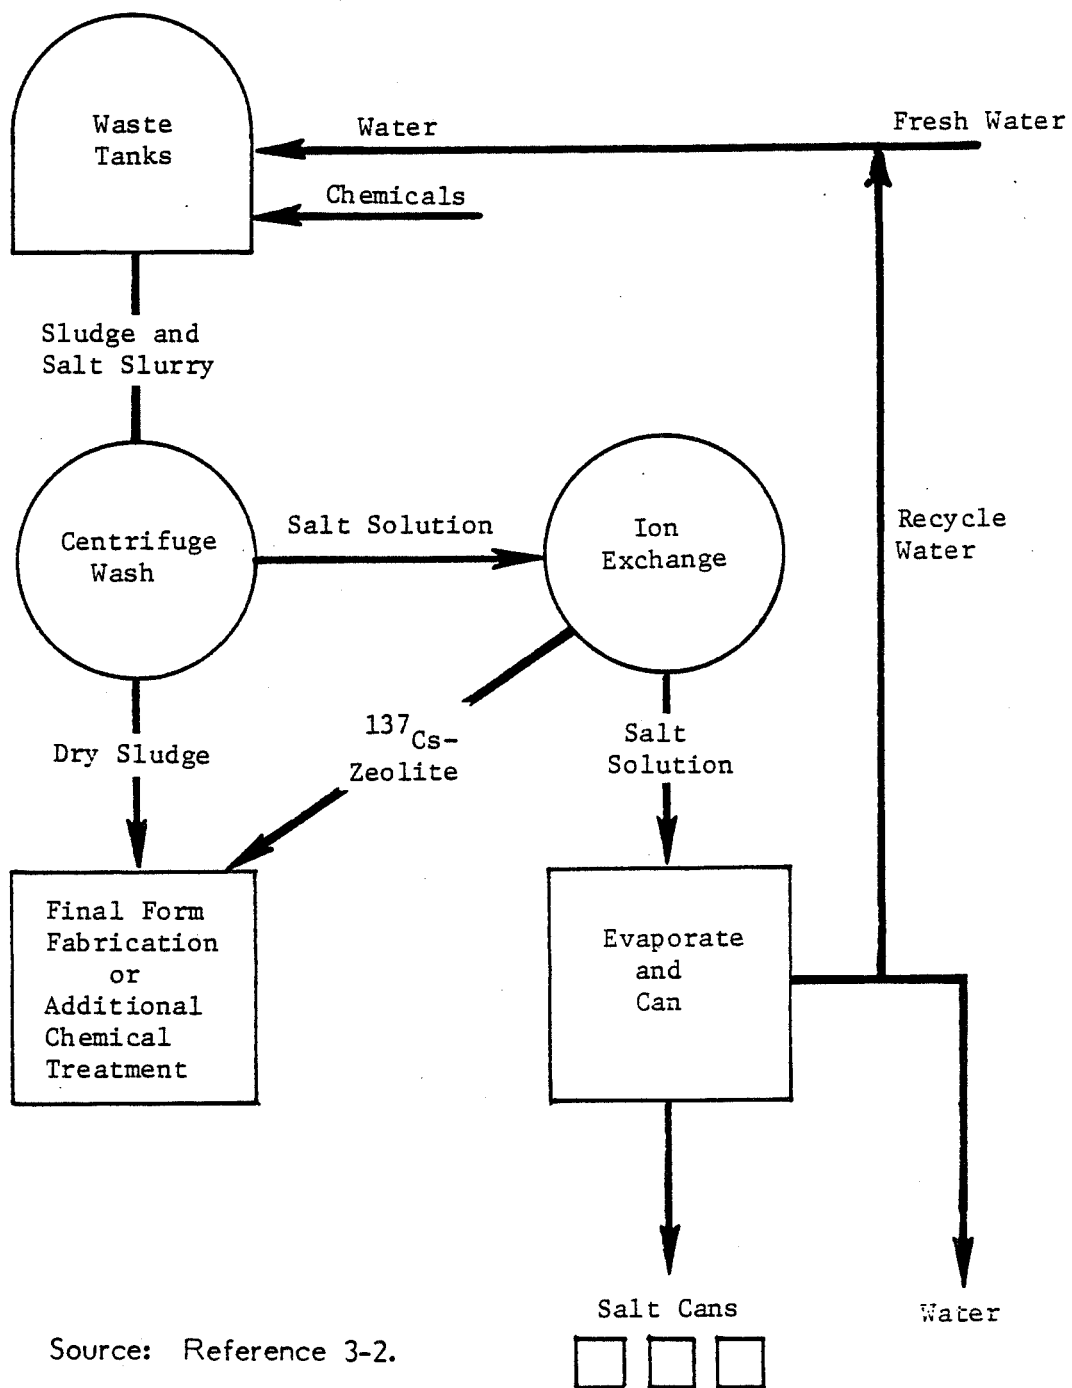 Waste
Tanks
Water
Fresh Water
Chemicals
Sludge and
Salt Slurry
Centrifuge
Wash
Salt Solution
Ion
Exchange
Recycle
Water
Dry Sludge
137Cs-
Zeolite
Salt
Solution
Final Form
Fabrication
or
Additional
Chemical
Treatment
Evaporate
and
Can
Salt Cans
Water
Source: Reference 3-2.